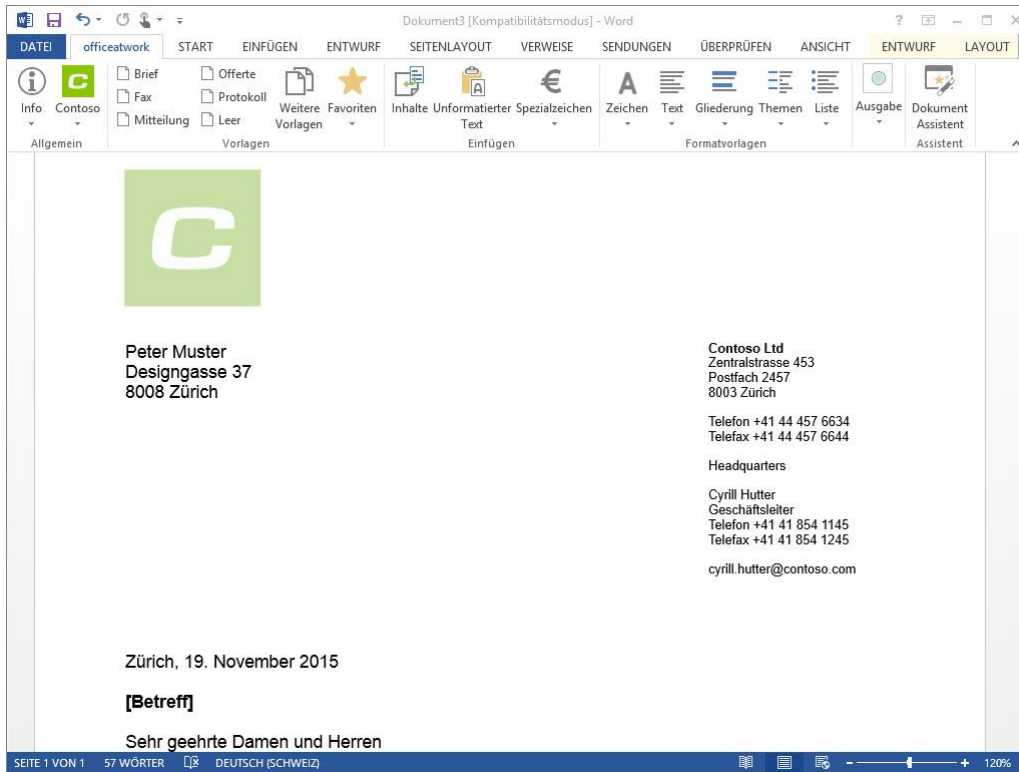 Dokument3 [Kompatibilitätsmodus] - Word
?
DATEI officeatwork START EINFÜGEN ENTWURF SEITENLAYOUT VERWEISE SENDUNGEN ÜBERPRÜFEN ANSICHT ENTWURF LAYOUT
Info
C
Contoso
Brief
Fax
Mitteilung
Offerte
Protokoll
Leer
Weitere
Vorlagen
Favoriten
Inhalte
Unformatierter
Text
Spezialzeichen
Zeichen
Text
Gliederung
Themen
Liste
Ausgabe
Dokument
Assistent
Allgemein Vorlagen Einfügen Formatvorlagen Assistent
C
Peter Muster
Designgasse 37
8008 Zürich
Contoso Ltd
Zentralstrasse 453
Postfach 2457
8003 Zürich
Telefon +41 44 457 6634
Telefax +41 44 457 6644
Headquarters
Cyrill Hutter
Geschäftsleiter
Telefon +41 41 854 1145
Telefax +41 41 854 1245
cyrill.hutter@contoso.com
Zürich, 19. November 2015
[Betreff]
Sehr geehrte Damen und Herren
SEITE 1 VON 1 57 WÖRTER DEUTSCH (SCHWEIZ) 120%